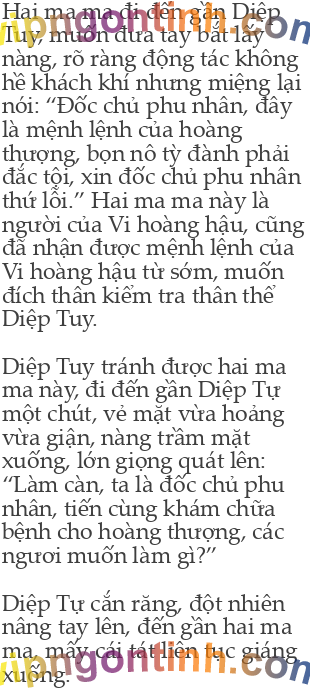 Hai ma ma đi đến gần Diệp
Tuy, muốn đưa tay bắt lấy
nàng, rõ ràng động tác không
hề khách khí nhưng miệng lại
nói: “Đốc chủ phu nhân, đây
là mệnh lệnh của hoàng
thượng, bọn nô tỳ đành phải
đắc tội, xin đốc chủ phu nhân
thứ lỗi.” Hai ma ma này là
người của Vi hoàng hậu, cũng
đã nhận được mệnh lệnh của
Vi hoàng hậu từ sớm, muốn
đích thân kiểm tra thân thể
Diệp Tuy.
Diệp Tuy tránh được hai ma
ma này, đi đến gần Diệp Tự
một chút, vẻ mặt vừa hoảng
vừa giận, nàng trầm mặt
xuống, lớn giọng quát lên:
“Làm càn, ta là đốc chủ phu
nhân, tiến cùng khám chữa
bệnh cho hoàng thượng, các
ngươi muốn làm gì?”
Diệp Tự cắn răng, đột nhiên
nâng tay lên, đến gần hai ma
ma, mấy cái tát liên tục giáng
xuống.
vipngontinh.com
vipngontinh.com